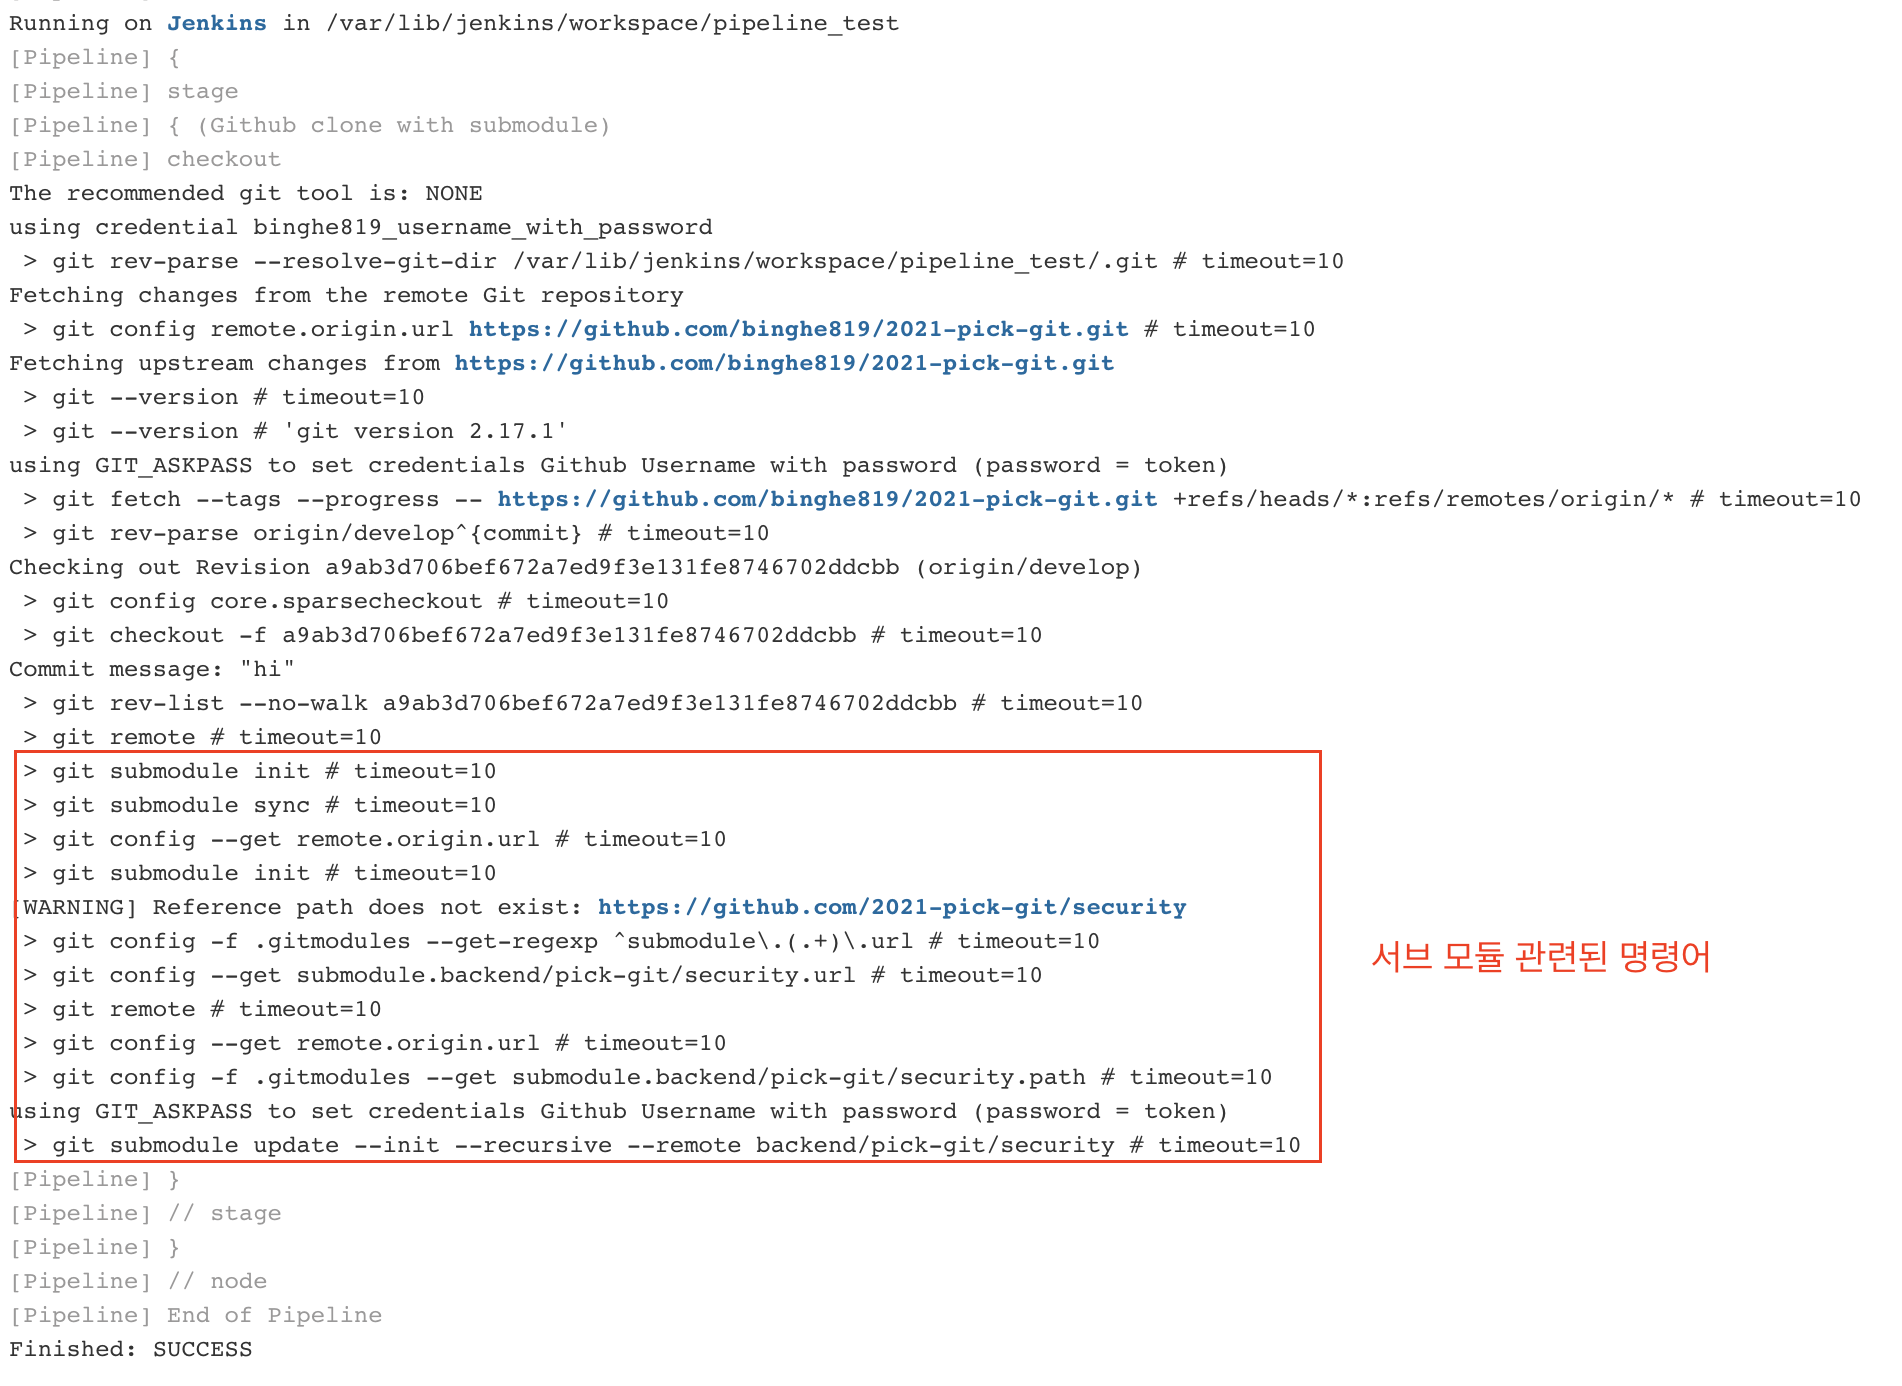 Running on Jenkins in /var/lib/jenkins/workspace/pipeline_test
[Pipeline] {
[Pipeline] stage
[Pipeline] { (Github clone with submodule)
[Pipeline] checkout
The recommended git tool is: NONE
using credential binghe819_username_with_password
 > git rev-parse --resolve-git-dir /var/lib/jenkins/workspace/pipeline_test/.git # timeout=10
Fetching changes from the remote Git repository
 > git config remote.origin.url https://github.com/binghe819/2021-pick-git.git # timeout=10
Fetching upstream changes from https://github.com/binghe819/2021-pick-git.git
 > git --version # timeout=10
 > git --version # 'git version 2.17.1'
using GIT_ASKPASS to set credentials Github Username with password (password = token)
 > git fetch --tags --progress -- https://github.com/binghe819/2021-pick-git.git +refs/heads/*:refs/remotes/origin/* # timeout=10
 > git rev-parse origin/develop^{commit} # timeout=10
Checking out Revision a9ab3d706bef672a7ed9f3e131fe8746702ddcbb (origin/develop)
 > git config core.sparsecheckout # timeout=10
 > git checkout -f a9ab3d706bef672a7ed9f3e131fe8746702ddcbb # timeout=10
Commit message: "hi"
 > git rev-list --no-walk a9ab3d706bef672a7ed9f3e131fe8746702ddcbb # timeout=10
 > git remote # timeout=10
 > git submodule init # timeout=10
 > git submodule sync # timeout=10
 > git config --get remote.origin.url # timeout=10
 > git submodule init # timeout=10
[WARNING] Reference path does not exist: https://github.com/2021-pick-git/security
 > git config -f .gitmodules --get-regexp ^submodule\.(.+)\.url # timeout=10
서브 모듈 관련된 명령어
 > git config --get submodule.backend/pick-git/security.url # timeout=10
 > git remote # timeout=10
 > git config --get remote.origin.url # timeout=10
 > git config -f .gitmodules --get submodule.backend/pick-git/security.path # timeout=10
using GIT_ASKPASS to set credentials Github Username with password (password = token)
 > git submodule update --init --recursive --remote backend/pick-git/security # timeout=10
[Pipeline] }
[Pipeline] // stage
[Pipeline] }
[Pipeline] // node
[Pipeline] End of Pipeline
Finished: SUCCESS